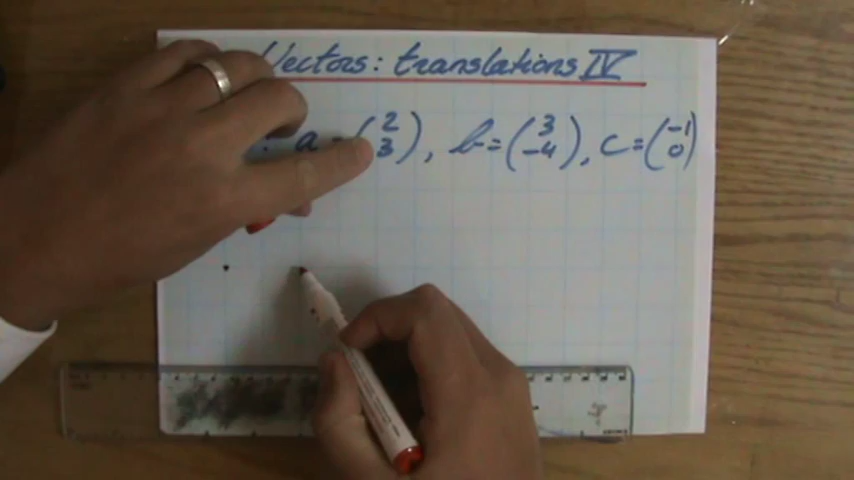 Vectors: translations IV
: a = (2 3), b = (3 -4), c = (-1 0)